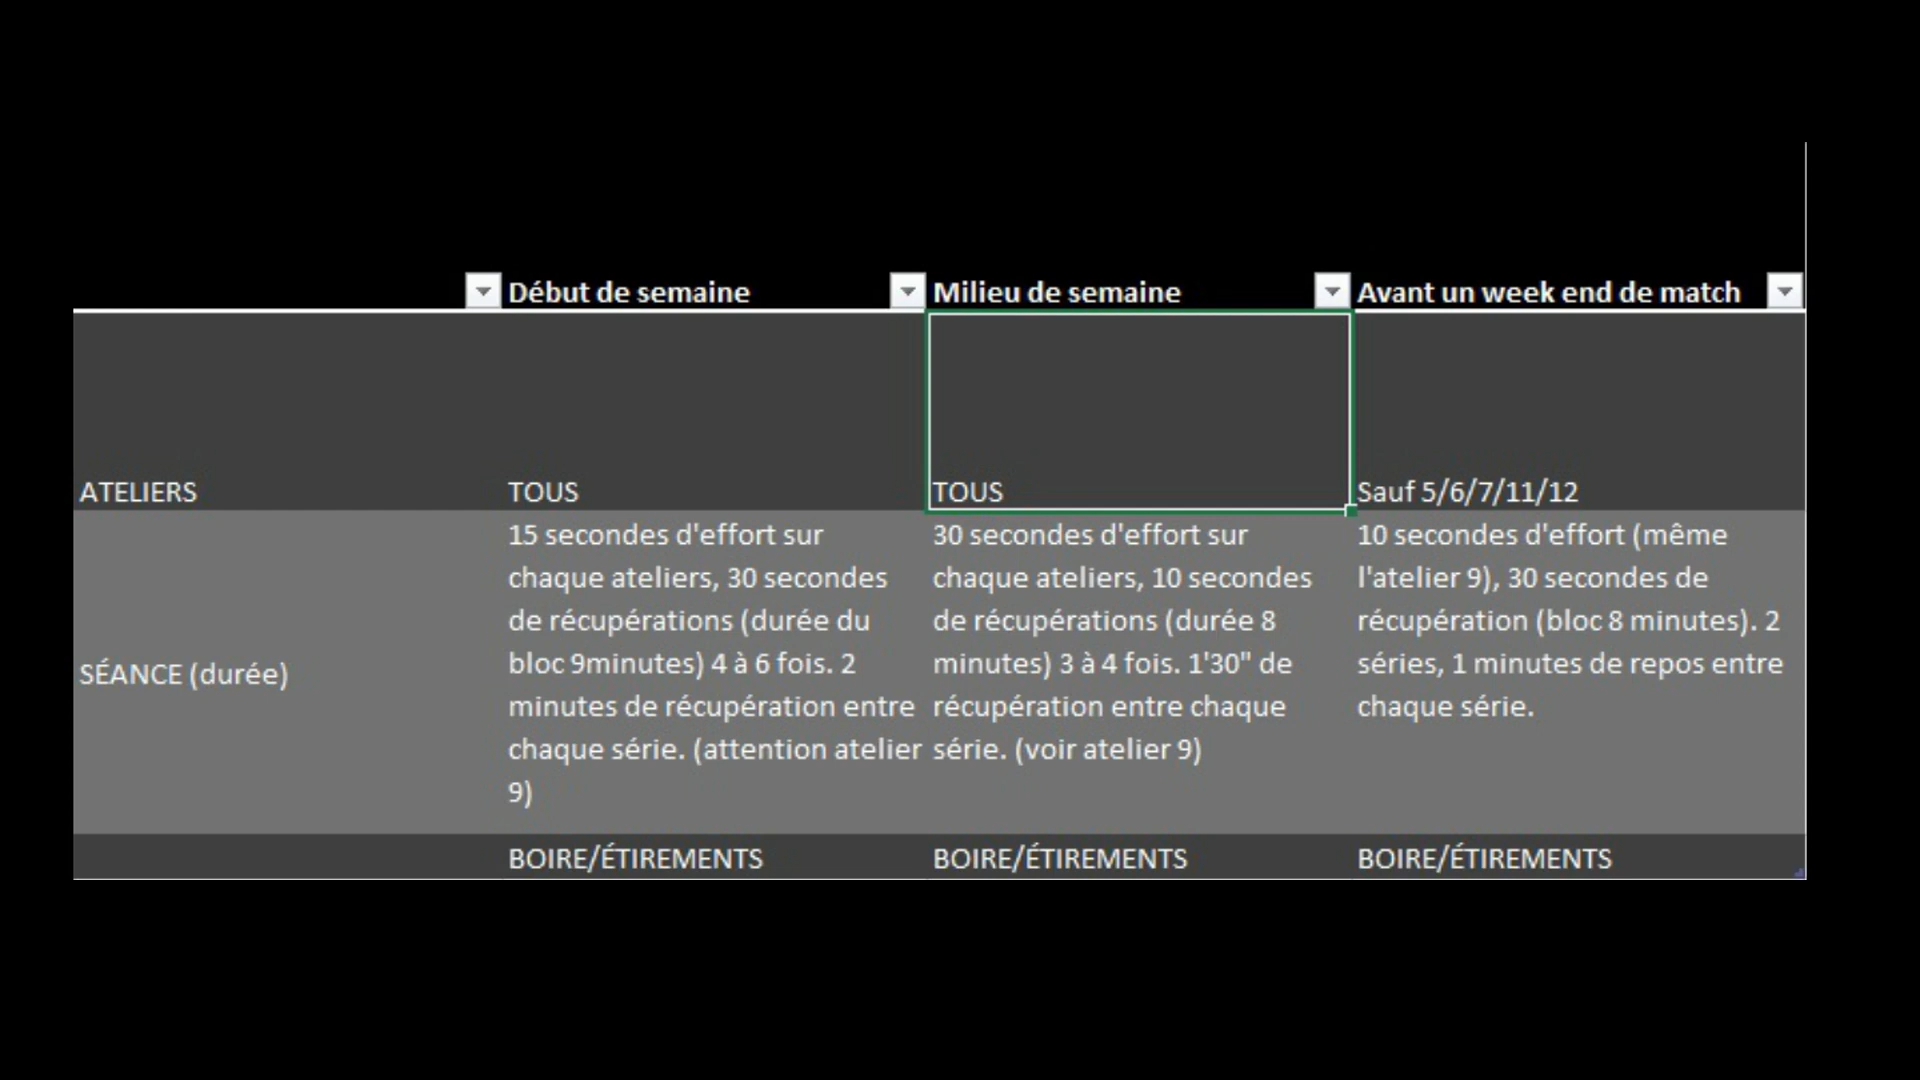 Début de semaine
Milieu de semaine
Avant un week end de match
ATELIERS
TOUS
TOUS
Sauf 5/6/7/11/12
SÉANCE (durée)
15 secondes d'effort sur
chaque ateliers, 30 secondes
de récupérations (durée du
bloc 9minutes) 4 à 6 fois. 2
minutes de récupération entre
chaque série. (attention atelier
9)
30 secondes d'effort sur
chaque ateliers, 10 secondes
de récupérations (durée 8
minutes) 3 à 4 fois. 1'30" de
récupération entre chaque
série. (voir atelier 9)
10 secondes d'effort (même
l'atelier 9), 30 secondes de
récupération (bloc 8 minutes). 2
séries, 1 minutes de repos entre
chaque série.
BOIRE/ÉTIREMENTS
BOIRE/ÉTIREMENTS
BOIRE/ÉTIREMENTS